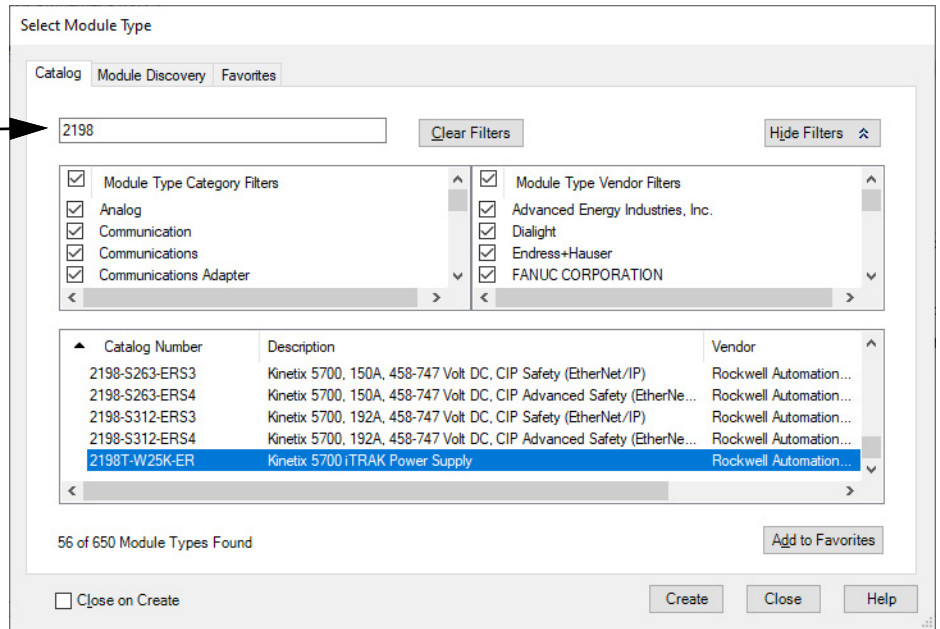 Select Module Type
Catalog Module Discovery Favorites
2198 Clear Filters Hide Filters
Module Type Category Filters
Analog
Communication
Communications
Communications Adapter
Module Type Vendor Filters
Advanced Energy Industries, Inc.
Dialight
Endress+Hauser
FANUC CORPORATION
Catalog Number Description Vendor
2198-S263-ERS3 Kinetix 5700, 150A, 458-747 Volt DC, CIP Safety (EtherNet/IP) Rockwell Automation...
2198-S263-ERS4 Kinetix 5700, 150A, 458-747 Volt DC, CIP Advanced Safety (EtherNe... Rockwell Automation...
2198-S312-ERS3 Kinetix 5700, 192A, 458-747 Volt DC, CIP Safety (EtherNet/IP) Rockwell Automation...
2198-S312-ERS4 Kinetix 5700, 192A, 458-747 Volt DC, CIP Advanced Safety (EtherNe... Rockwell Automation...
2198T-W25K-ER Kinetix 5700 iTRAK Power Supply Rockwell Automation...
56 of 650 Module Types Found Add to Favorites
Close on Create Create Close Help